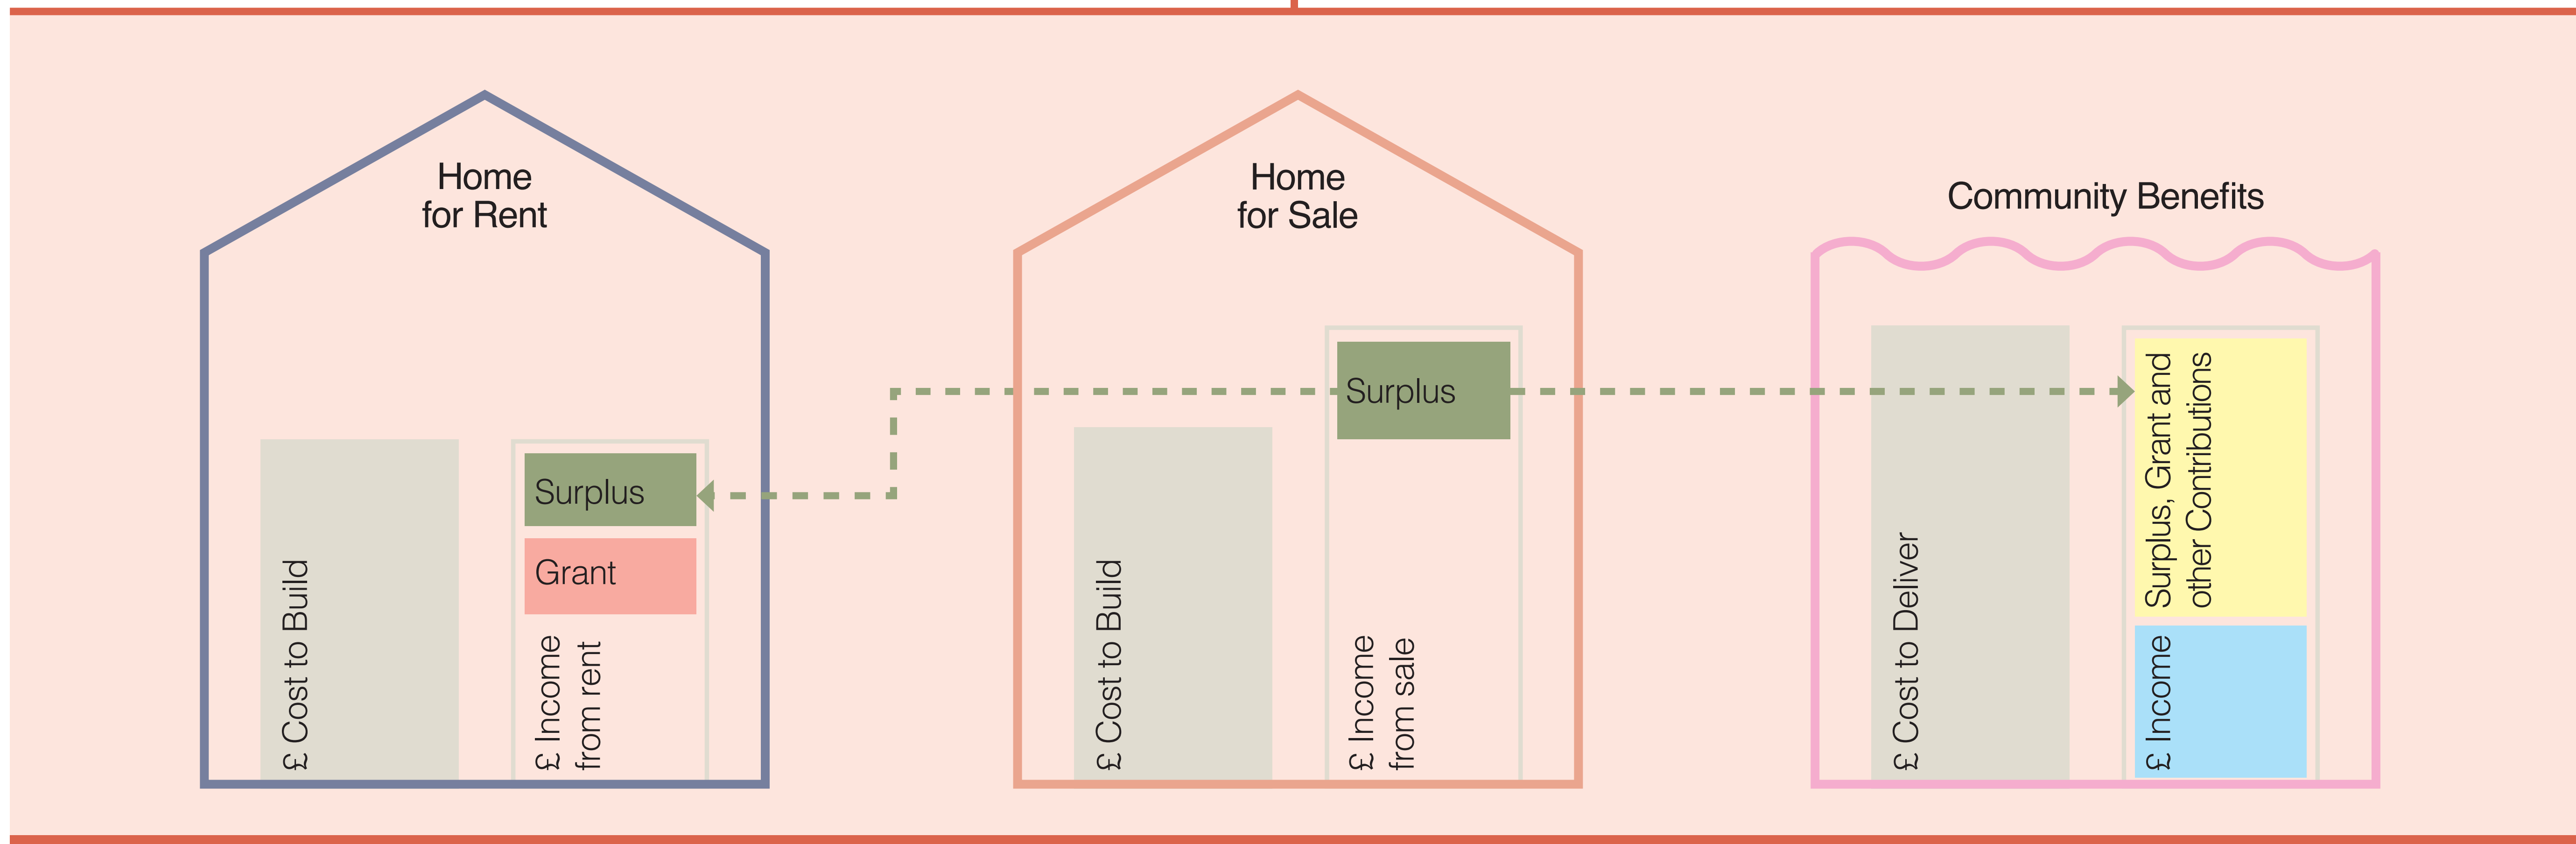 Home
for Rent
£ Cost to Build
Surplus
Grant
£ Income
from rent
Home
for Sale
£ Cost to Build
Surplus
£ Income
from sale
Community Benefits
£ Cost to Deliver
Surplus, Grant and
other Contributions
£ Income